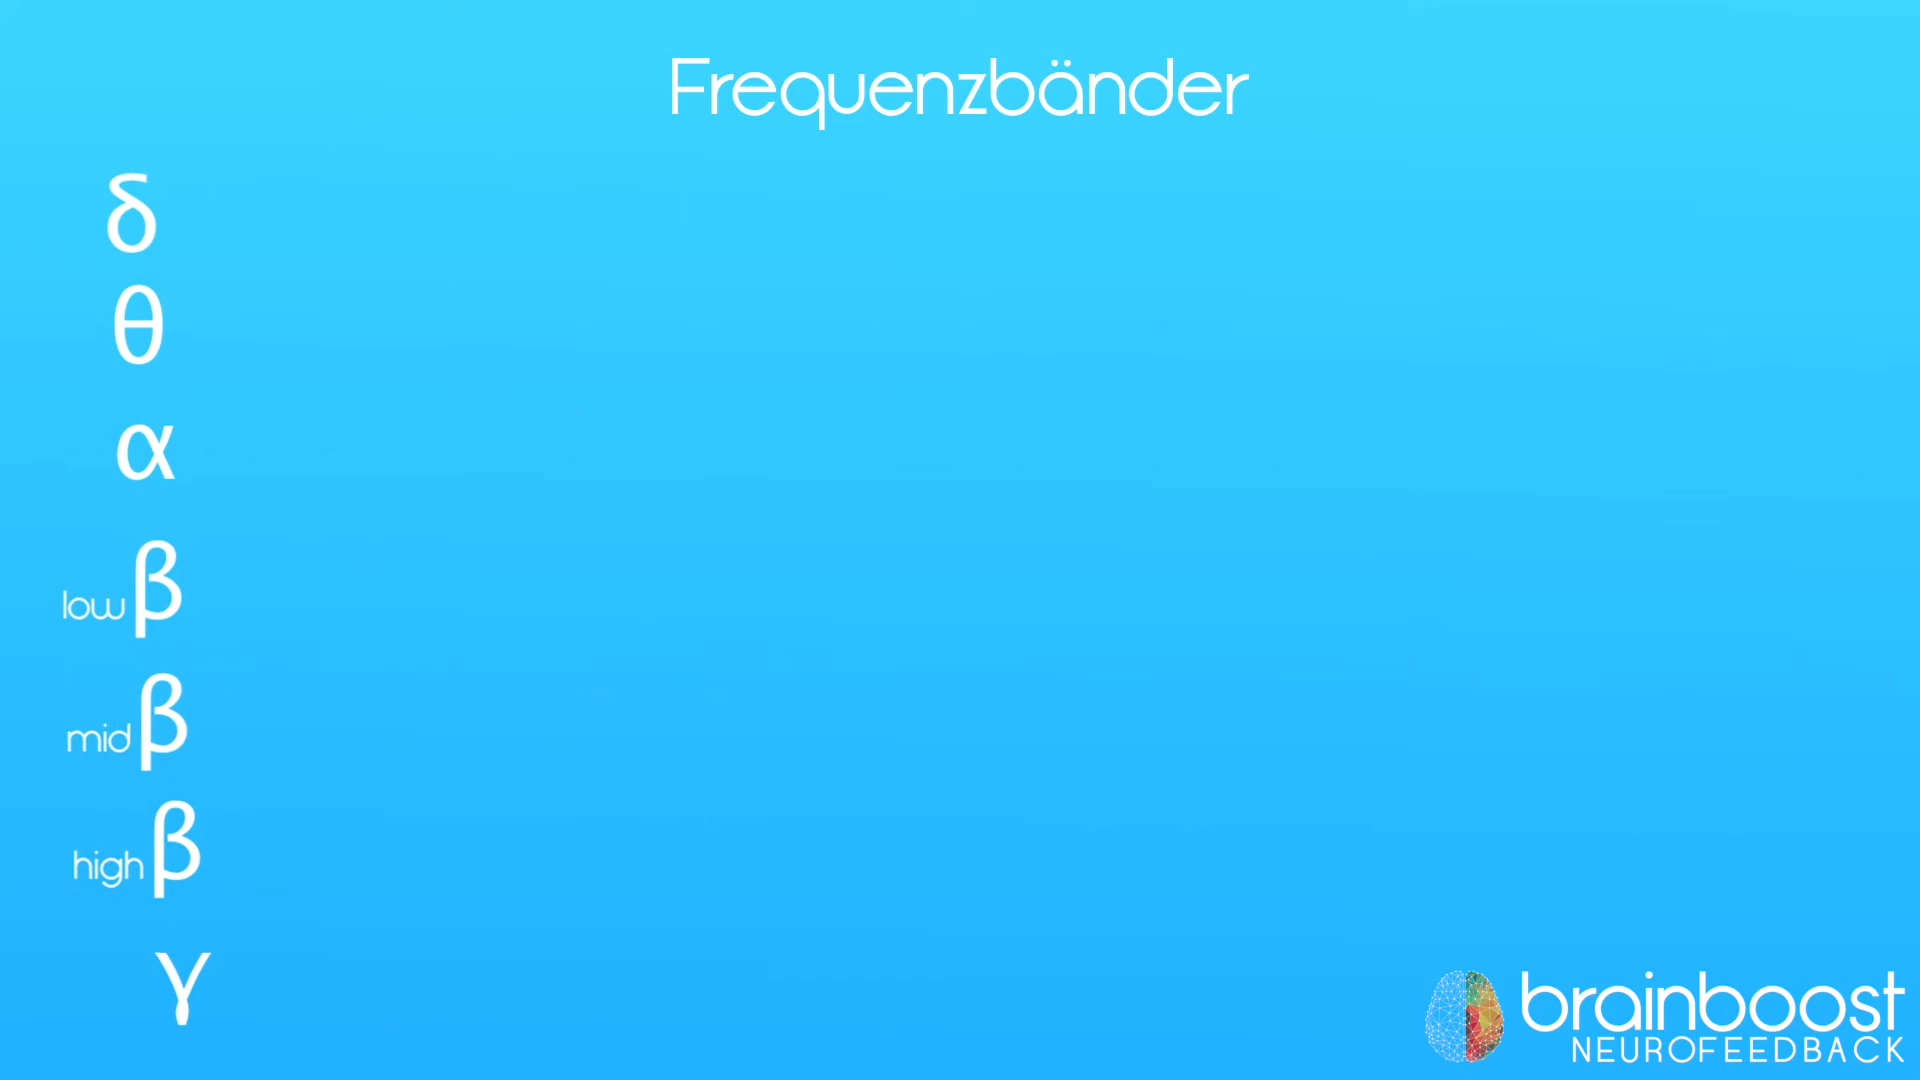 Frequenzbänder
δ
θ
α
low β
mid β
high β
γ
brainboost
NEUROFEEDBACK